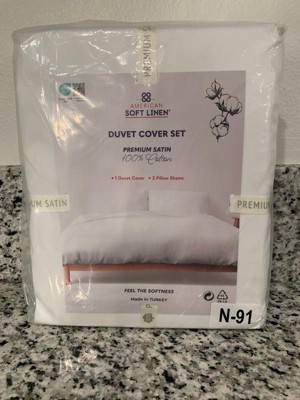 PREMIUM S
AMERICAN
SOFT LINEN
DUVET COVER SET
PREMIUM SATIN
100% Cotton
• 1 Duvet Cover • 2 Pillow Shams
UM SATIN
PREMIUM
FEEL THE SOFTNESS
Made in TURKEY
N-91